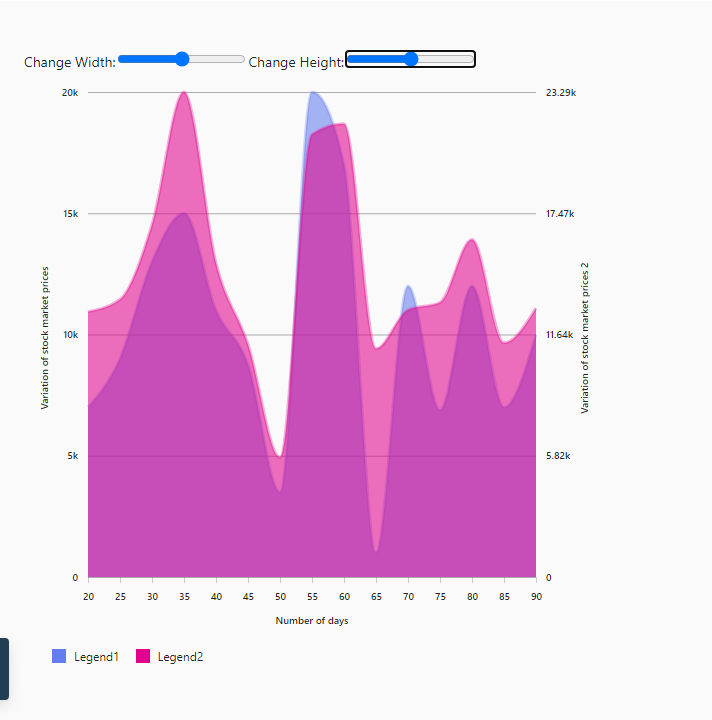 Change Width: Change Height:
20k 23.29k
15k 17.47k
Variation of stock market prices
Variation of stock market prices 2
10k 11.64k
5k 5.82k
0 0
20 25 30 35 40 45 50 55 60 65 70 75 80 85 90
Number of days
Legend1 Legend2